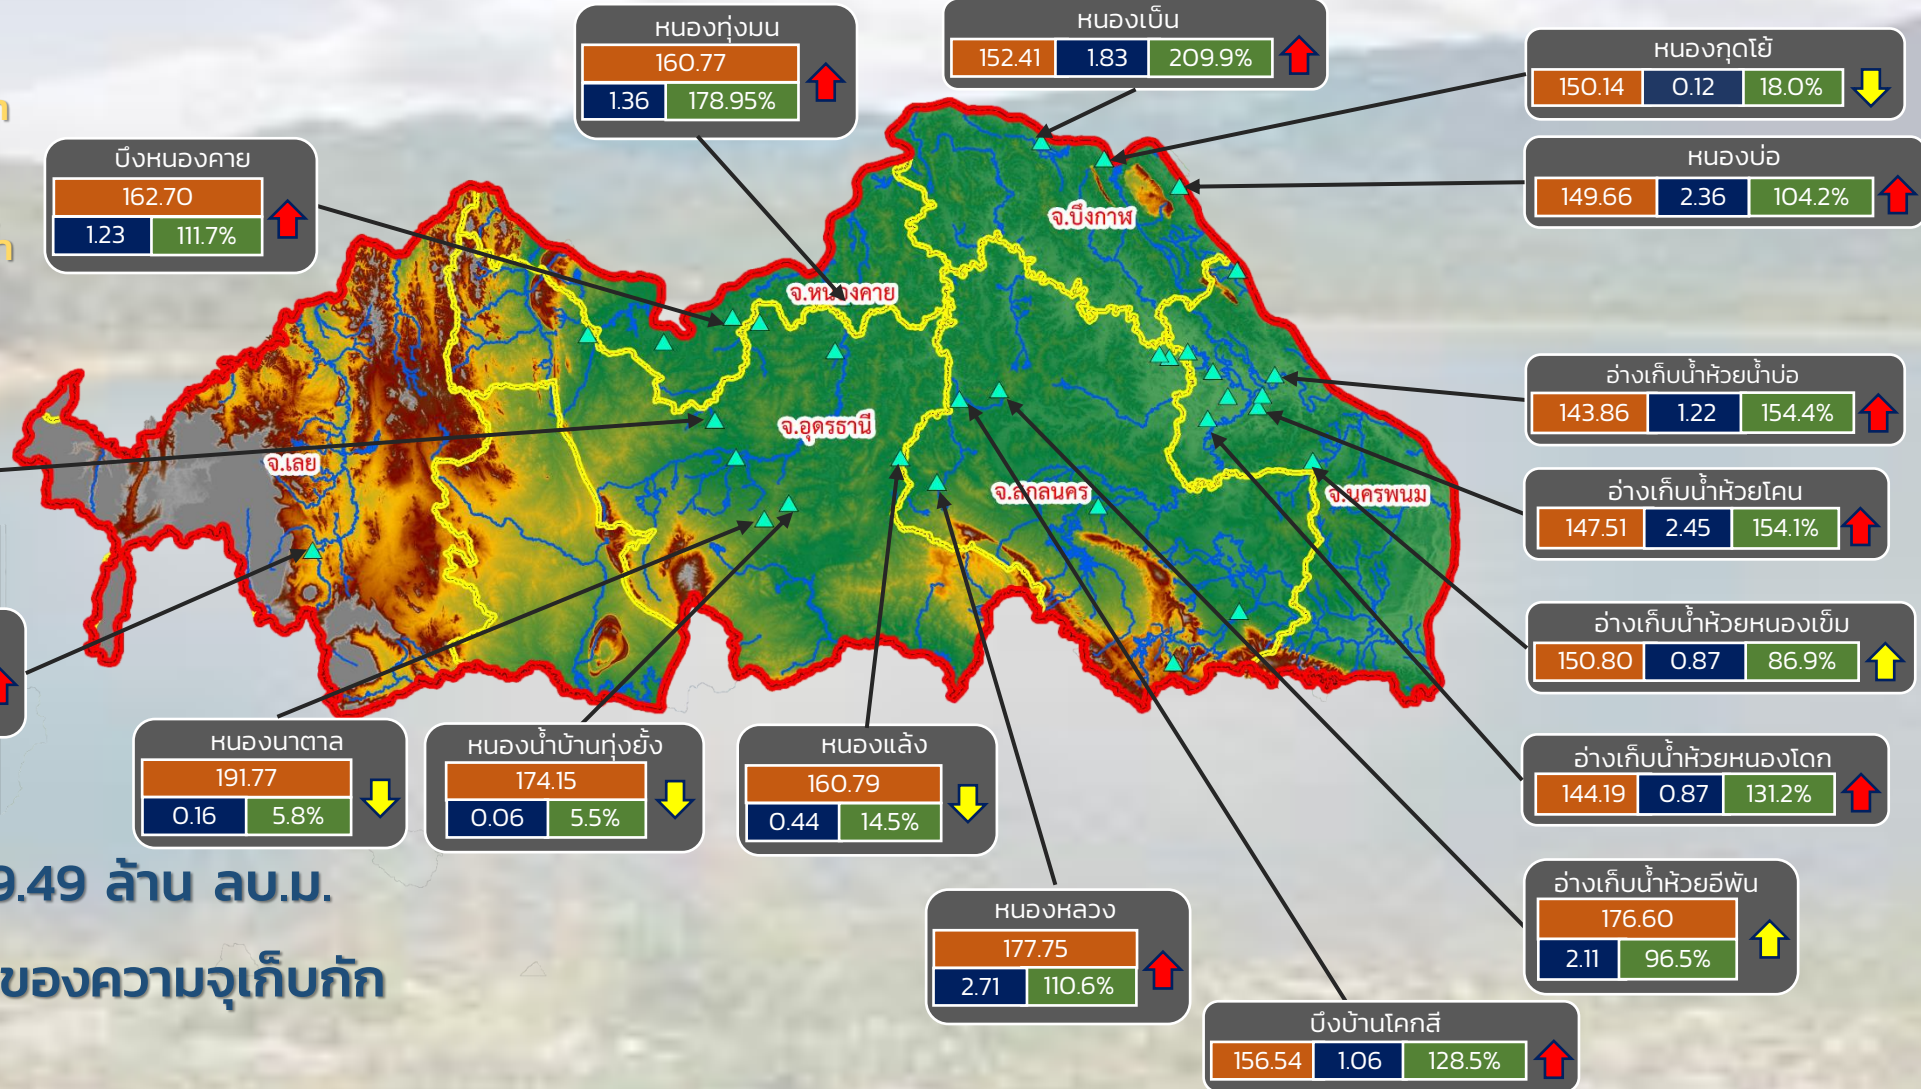 หนองทุ่งมน
160.77
1.36 178.95%
หนองเบ็น
152.41 1.83 209.9%
หนองกุดโย้
150.14 0.12 18.0%
บึงหนองคาย
162.70
1.23 111.7%
หนองบ่อ
149.66 2.36 104.2%
จ.บึงกาฬ
จ.หนองคาย
จ.อุดรธานี
จ.เลย
จ.สกลนคร
จ.นครพนม
อ่างเก็บน้ำห้วยน้ำบ่อ
143.86 1.22 154.4%
อ่างเก็บน้ำห้วยโคน
147.51 2.45 154.1%
อ่างเก็บน้ำห้วยหนองเข็ม
150.80 0.87 86.9%
หนองนาตาล
191.77
0.16 5.8%
หนองน้ำบ้านทุ่งยั้ง
174.15
0.06 5.5%
หนองแล้ง
160.79
0.44 14.5%
อ่างเก็บน้ำห้วยหนองโดก
144.19 0.87 131.2%
9.49 ล้าน ลบ.ม.
ของความจุเก็บกัก
หนองหลวง
177.75
2.71 110.6%
อ่างเก็บน้ำห้วยอีพัน
176.60
2.11 96.5%
บึงบ้านโคกสี
156.54 1.06 128.5%